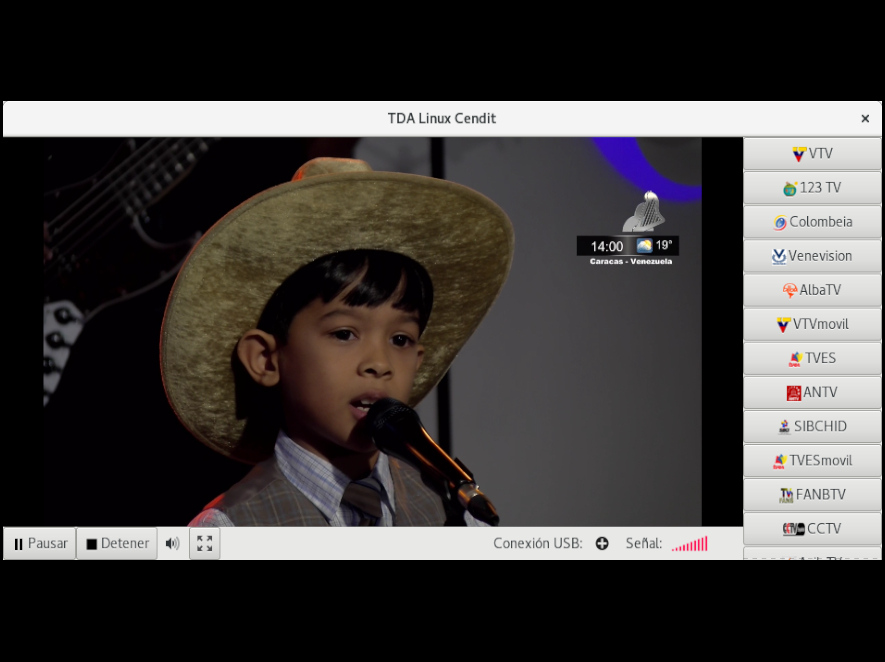 TDA Linux Cendit
×
VTV
123 TV
Colombeia
Venevision
AlbaTV
VTVmovil
TVES
ANTV
SIBCHID
TVESmovil
FANBTV
CCTV
14:00 19°
Caracas - Venezuela
Pausar
Detener
Conexión USB:
Señal: